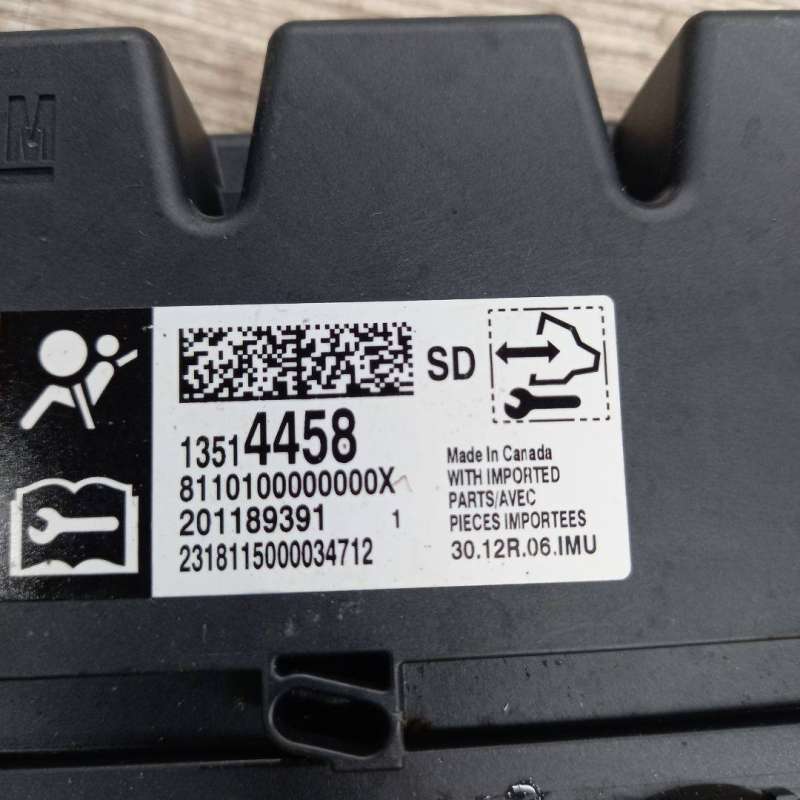 M
SD
13514458
8110100000000X
201189391 1
2318115000034712
Made In Canada
WITH IMPORTED
PARTS/AVEC
PIECES IMPORTEES
30.12R.06.IMU